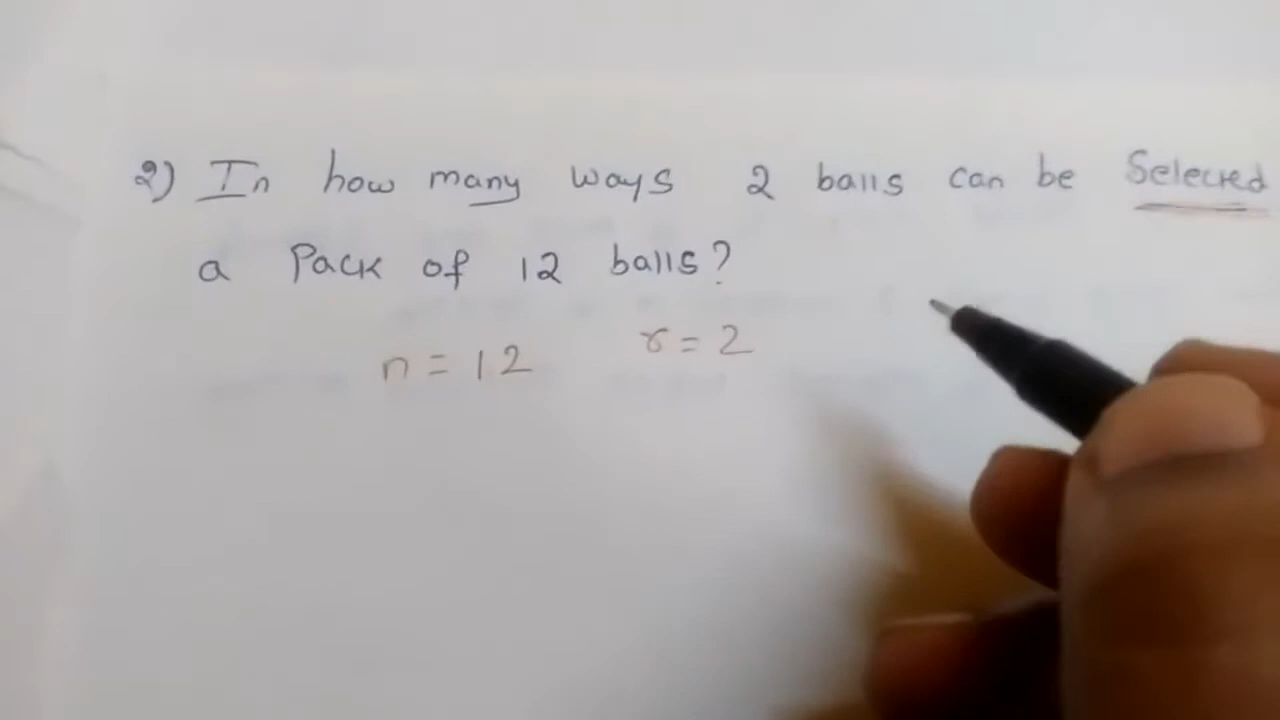 2) In how many ways 2 balls can be Selected
a Pack of 12 balls?
n = 12 r = 2